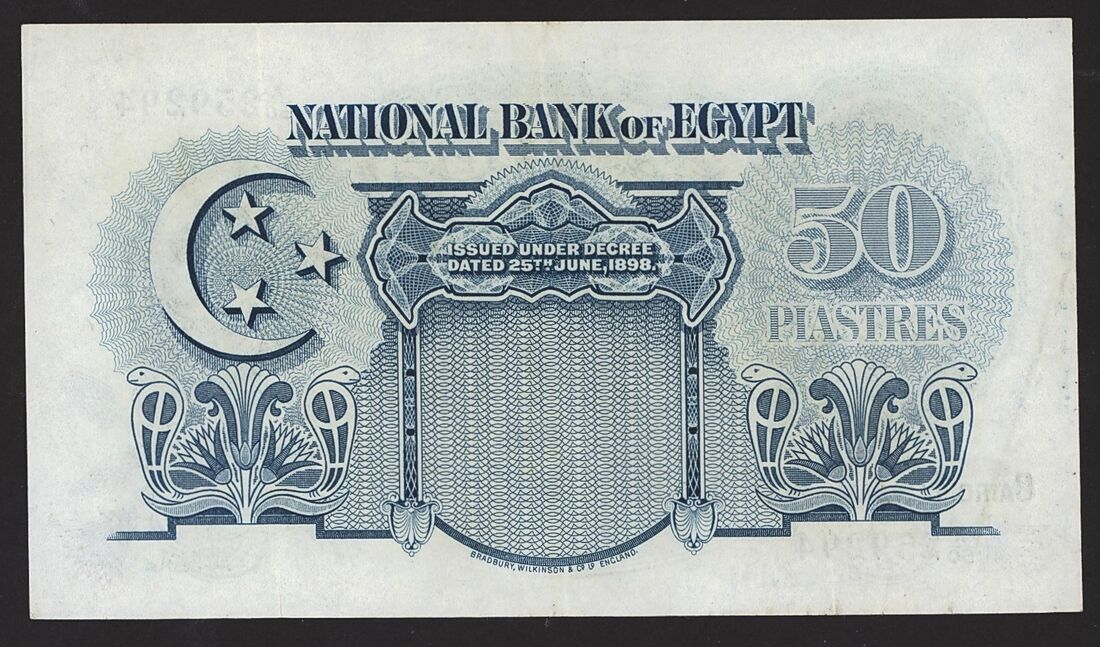 NATIONAL BANK OF EGYPT
50
PIASTRES
ISSUED UNDER DECREE
DATED 25TH JUNE, 1898.
BRADBURY, WILKINSON & Co. Ld. ENGLAND.